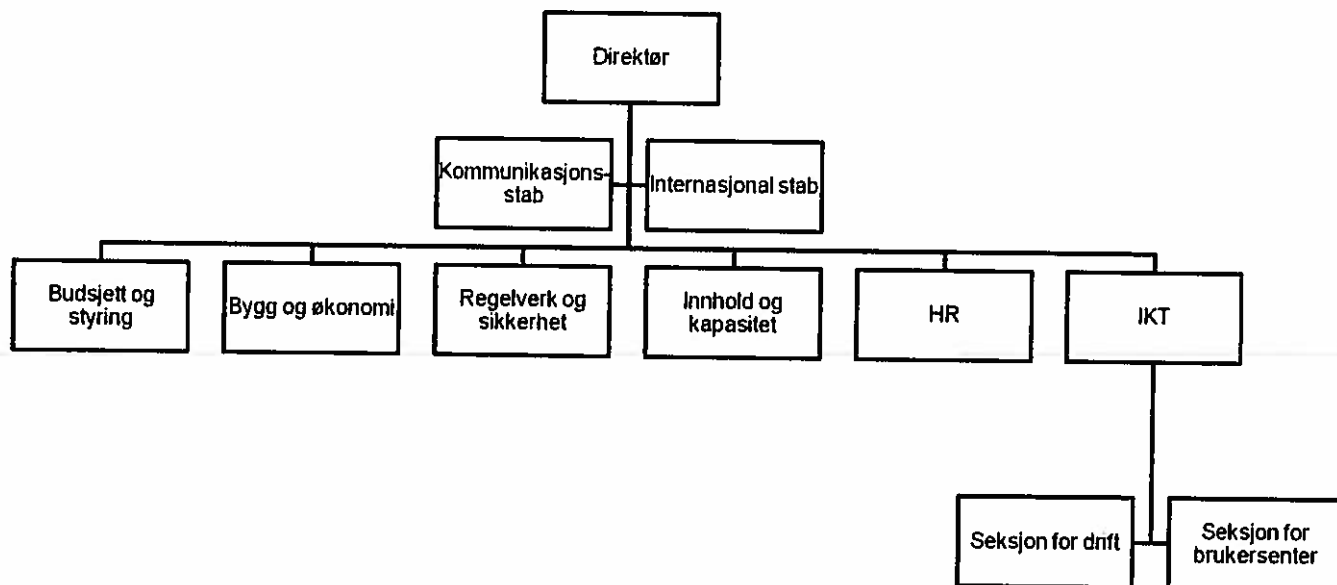 Direktør
Kommunikasjons-
stab
Internasjonal stab
Budsjett og
styring
Bygg og økonomi
Regelverk og
sikkerhet
Innhold og
kapasitet
HR
IKT
Seksjon for drift
Seksjon for
brukersenter